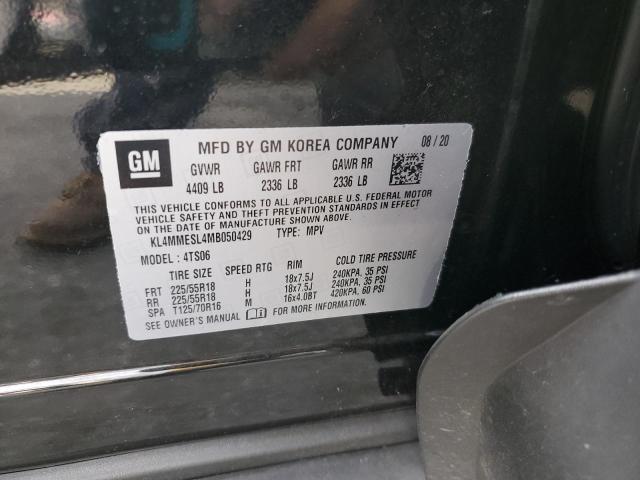 GM
MFD BY GM KOREA COMPANY 08/20
GVWR GAWR FRT GAWR RR
4409 LB 2336 LB 2336 LB
THIS VEHICLE CONFORMS TO ALL APPLICABLE U.S. FEDERAL MOTOR
VEHICLE SAFETY AND THEFT PREVENTION STANDARDS IN EFFECT
ON THE DATE OF MANUFACTURE SHOWN ABOVE.
KL4MMESL4MB050429 TYPE: MPV
MODEL: 4TS06
TIRE SIZE SPEED RTG RIM COLD TIRE PRESSURE
FRT 225/55R18 H 18x7.5J 240KPA, 35 PSI
RR 225/55R18 H 18x7.5J 240KPA, 35 PSI
SPA T125/70R16 M 16x4.0BT 420KPA, 60 PSI
SEE OWNER'S MANUAL FOR MORE INFORMATION.